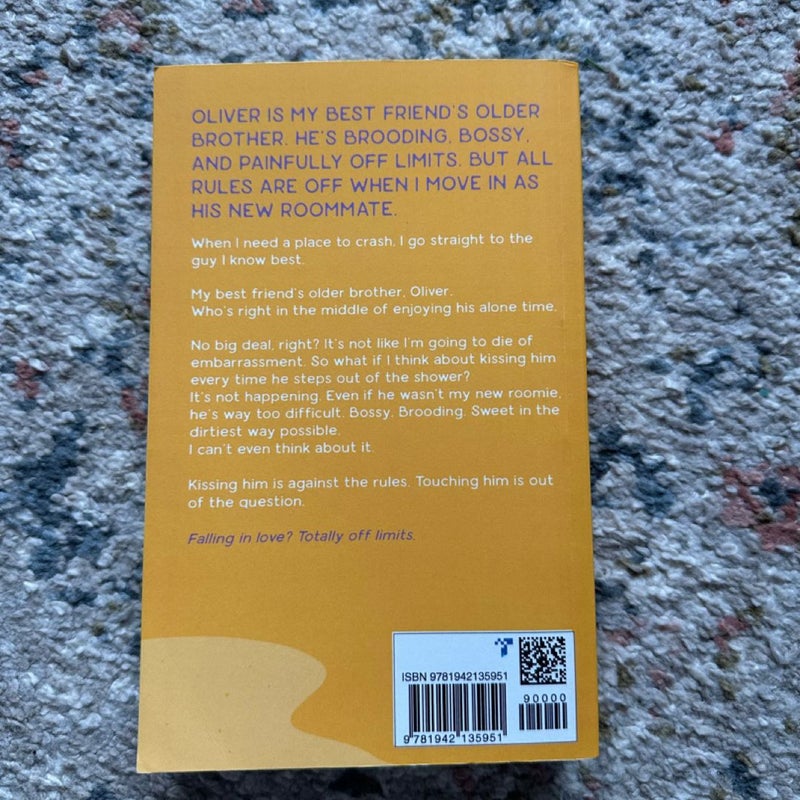 OLIVER IS MY BEST FRIEND'S OLDER
BROTHER. HE'S BROODING, BOSSY,
AND PAINFULLY OFF LIMITS. BUT ALL
RULES ARE OFF WHEN I MOVE IN AS
HIS NEW ROOMMATE.
When I need a place to crash, I go straight to the
guy I know best.
My best friend's older brother, Oliver.
Who's right in the middle of enjoying his alone time.
No big deal, right? It's not like I'm going to die of
embarrassment. So what if I think about kissing him
every time he steps out of the shower?
It's not happening. Even if he wasn't my new roomie,
he's way too difficult. Bossy. Brooding. Sweet in the
dirtiest way possible.
I can't even think about it.
Kissing him is against the rules. Touching him is out
of the question.
Falling in love? Totally off limits.
ISBN 9781942135951
90000
9 781942 135951